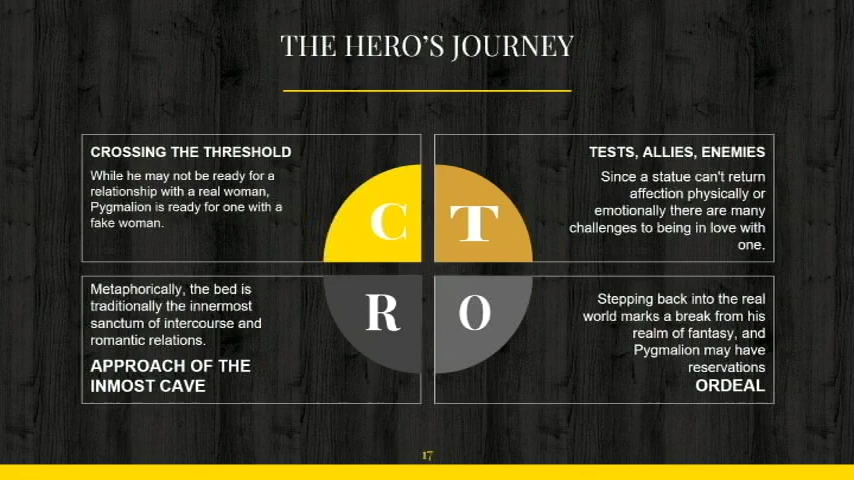 THE HERO’S JOURNEY
CROSSING THE THRESHOLD
While he may not be ready for a
relationship with a real woman,
Pygmalion is ready for one with a
fake woman.
TESTS, ALLIES, ENEMIES
Since a statue can't return
affection physically or
emotionally there are many
challenges to being in love with
one.
C
T
R
O
Metaphorically, the bed is
traditionally the innermost
sanctum of intercourse and
romantic relations.
APPROACH OF THE
INMOST CAVE
Stepping back into the real
world marks a break from his
realm of fantasy, and
Pygmalion may have
reservations
ORDEAL
17